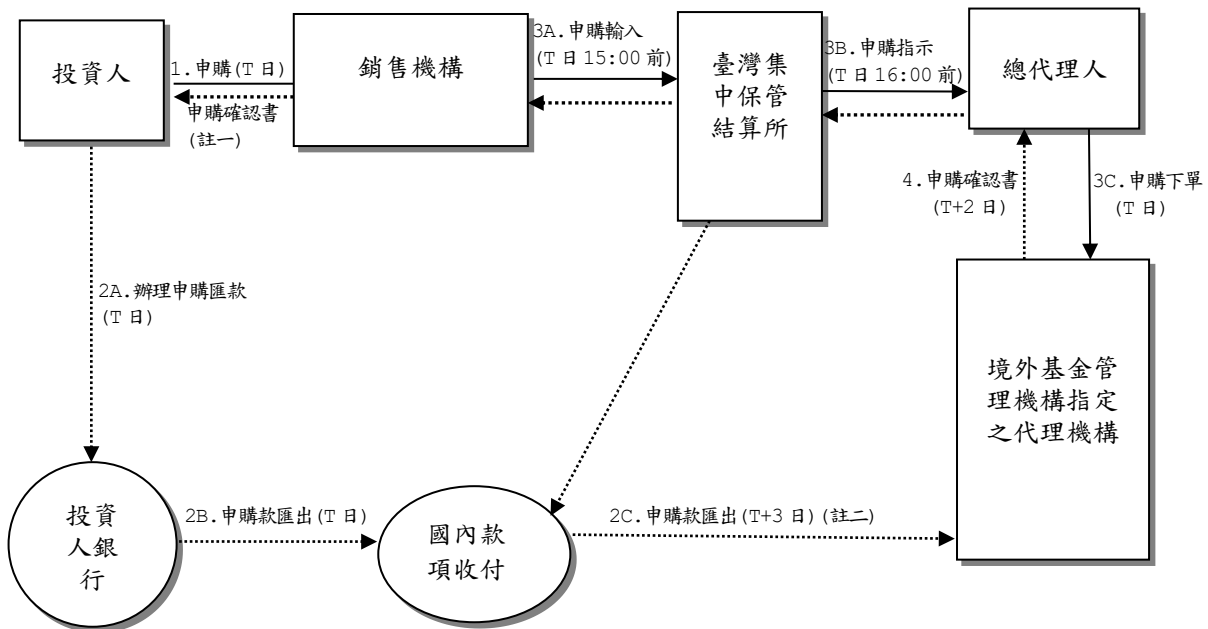 投資人
1.申購(T日)
申購確認書
(註一)
銷售機構
3A.申購輸入
(T日15:00前)
臺灣集
中保管
結算所
3B.申購指示
(T日16:00前)
總代理人
4.申購確認書
(T+2日)
3C.申購下單
(T日)
2A.辦理申購匯款
(T日)
境外基金管
理機構指定
之代理機構
投資
人銀
行
2B.申購款匯出(T日)
國內款
項收付
2C.申購款匯出(T+3日)(註二)